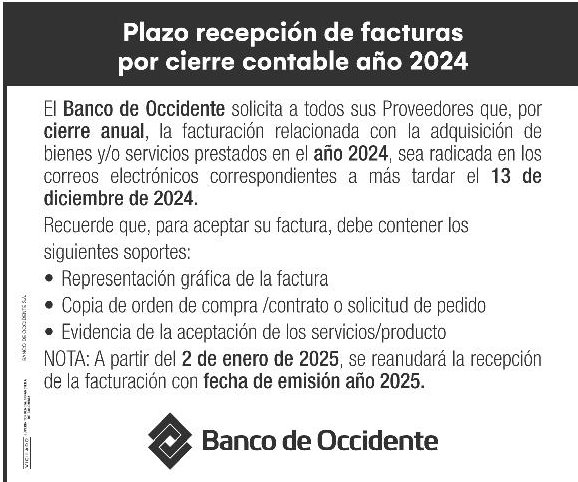 Plazo recepción de facturas
por cierre contable año 2024
El Banco de Occidente solicita a todos sus Proveedores que, por
cierre anual, la facturación relacionada con la adquisición de
bienes y/o servicios prestados en el año 2024, sea radicada en los
correos electrónicos correspondientes a más tardar el 13 de
diciembre de 2024.
Recuerde que, para aceptar su factura, debe contener los
siguientes soportes:
• Representación gráfica de la factura
• Copia de orden de compra /contrato o solicitud de pedido
• Evidencia de la aceptación de los servicios/producto
NOTA: A partir del 2 de enero de 2025, se reanudará la recepción
de la facturación con fecha de emisión año 2025.
BANCO DE OCCIDENTE
VIGILADO
Banco de Occidente